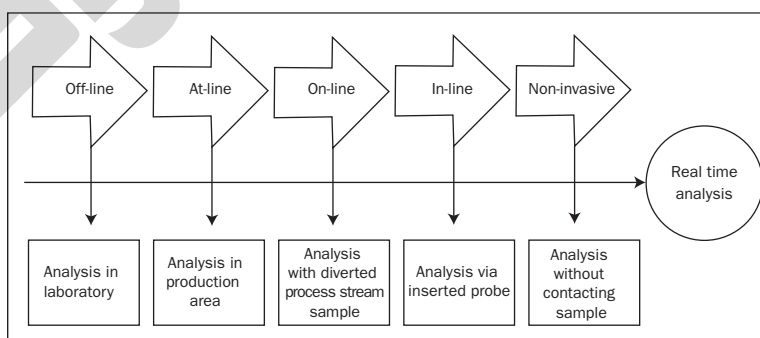 Off-line
At-line
On-line
In-line
Non-invasive
Real time
analysis
Analysis in
laboratory
Analysis in
production
area
Analysis
with diverted
process stream
sample
Analysis via
inserted probe
Analysis
without
contacting
sample